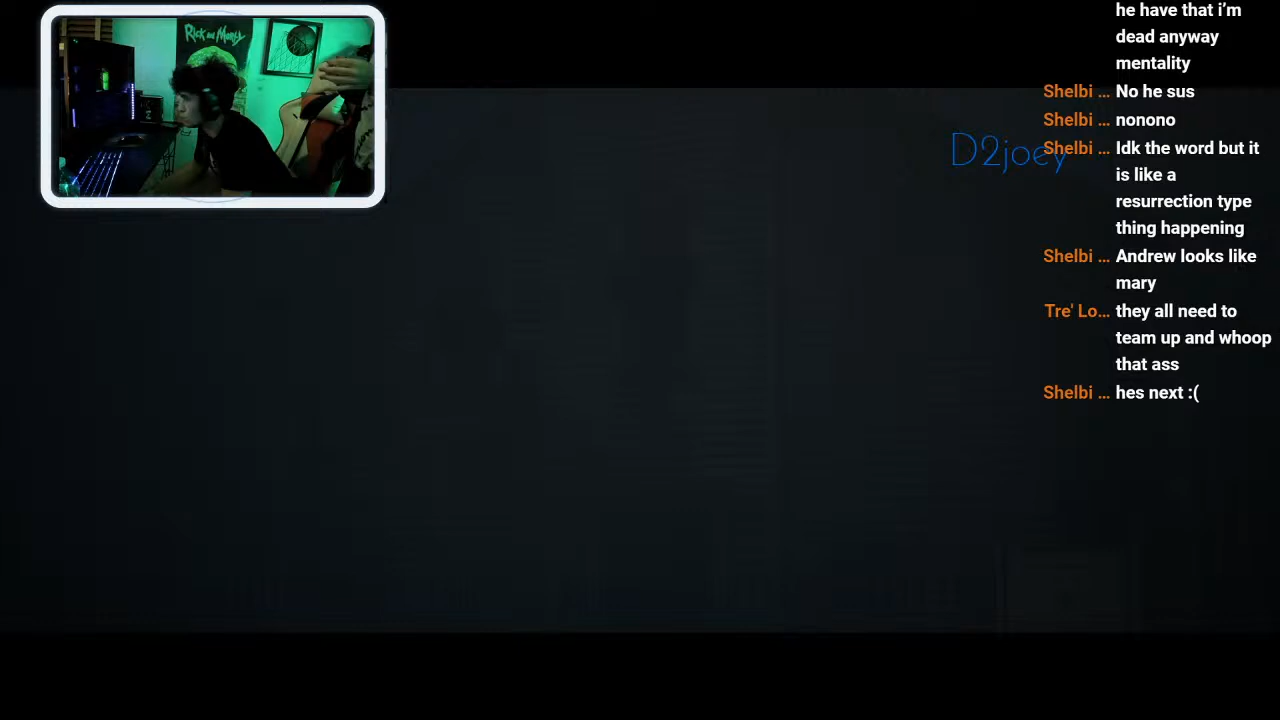 Rick and Morty
he have that i'm
dead anyway
mentality
Shelbi ... No he sus
Shelbi ... nonono
D2joey
Shelbi ... Idk the word but it
is like a
resurrection type
thing happening
Shelbi ... Andrew looks like
mary
Tre' Lo... they all need to
team up and whoop
that ass
Shelbi ... hes next :(